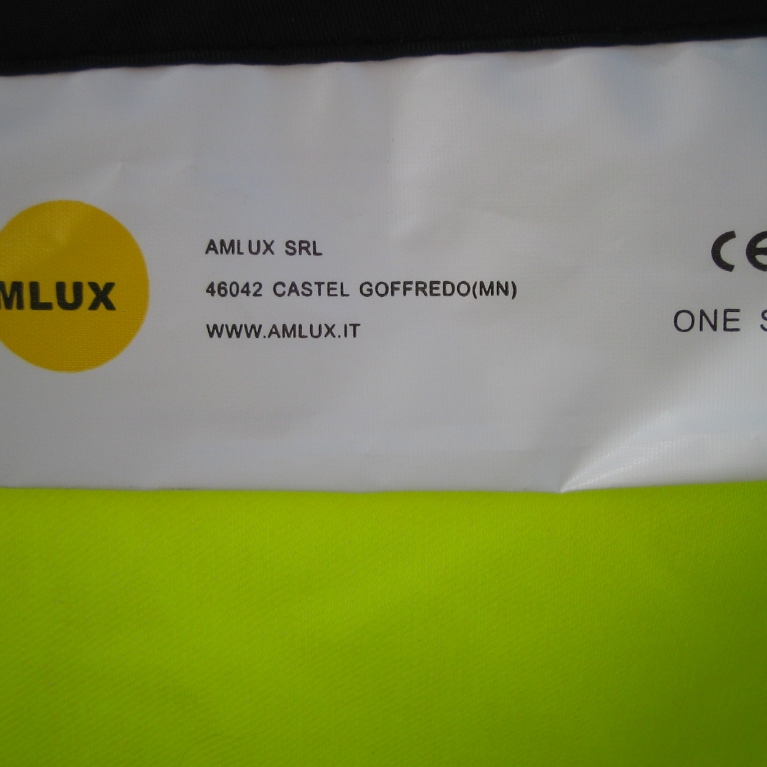 MLUX
AMLUX SRL
46042 CASTEL GOFFREDO(MN)
WWW.AMLUX.IT
CE
ONE S